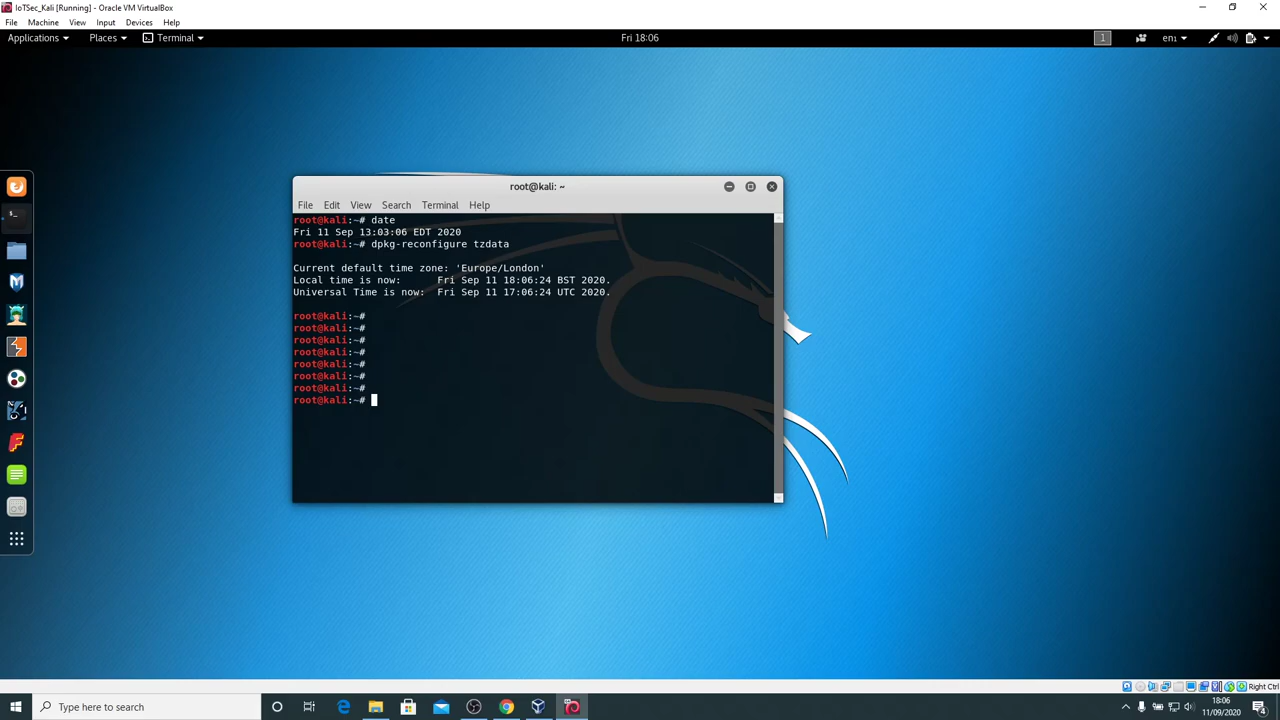 IoTSec_Kali [Running] - Oracle VM VirtualBox
File Machine View Input Devices Help
Applications Places Terminal Fri 18:06 1 en1
root@kali: ~
File Edit View Search Terminal Help
root@kali:~# date
Fri 11 Sep 13:03:06 EDT 2020
root@kali:~# dpkg-reconfigure tzdata
Current default time zone: 'Europe/London'
Local time is now: Fri Sep 11 18:06:24 BST 2020.
Universal Time is now: Fri Sep 11 17:06:24 UTC 2020.
root@kali:~#
root@kali:~#
root@kali:~#
root@kali:~#
root@kali:~#
root@kali:~#
root@kali:~#
root@kali:~#
Right Ctrl
Type here to search
18:06
11/09/2020
4